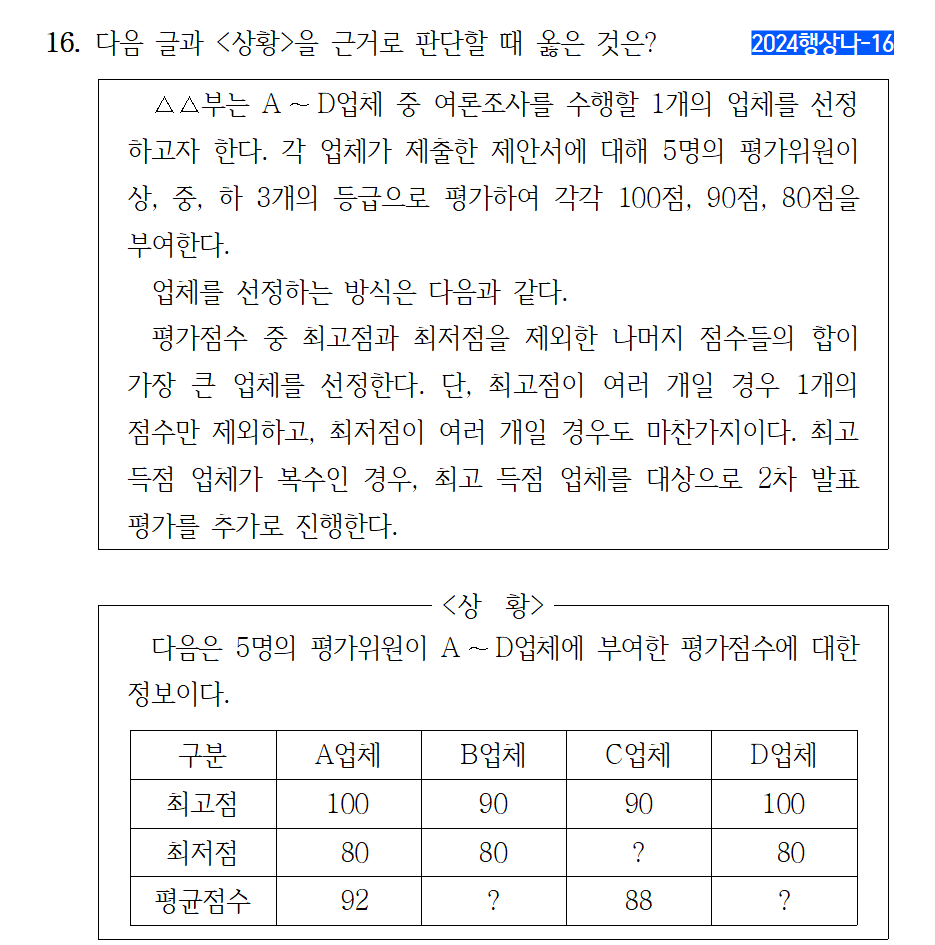 16. 다음 글과 <상황>을 근거로 판단할 때 옳은 것은? 2024행상나-16
△△부는 A ~ D업체 중 여론조사를 수행할 1개의 업체를 선정
하고자 한다. 각 업체가 제출한 제안서에 대해 5명의 평가위원이
상, 중, 하 3개의 등급으로 평가하여 각각 100점, 90점, 80점을
부여한다.
업체를 선정하는 방식은 다음과 같다.
평가점수 중 최고점과 최저점을 제외한 나머지 점수들의 합이
가장 큰 업체를 선정한다. 단, 최고점이 여러 개일 경우 1개의
점수만 제외하고, 최저점이 여러 개일 경우도 마찬가지이다. 최고
득점 업체가 복수인 경우, 최고 득점 업체를 대상으로 2차 발표
평가를 추가로 진행한다.
<상 황>
다음은 5명의 평가위원이 A ~ D업체에 부여한 평가점수에 대한
정보이다.
구분 A업체 B업체 C업체 D업체
최고점 100 90 90 100
최저점 80 80 ? 80
평균점수 92 ? 88 ?